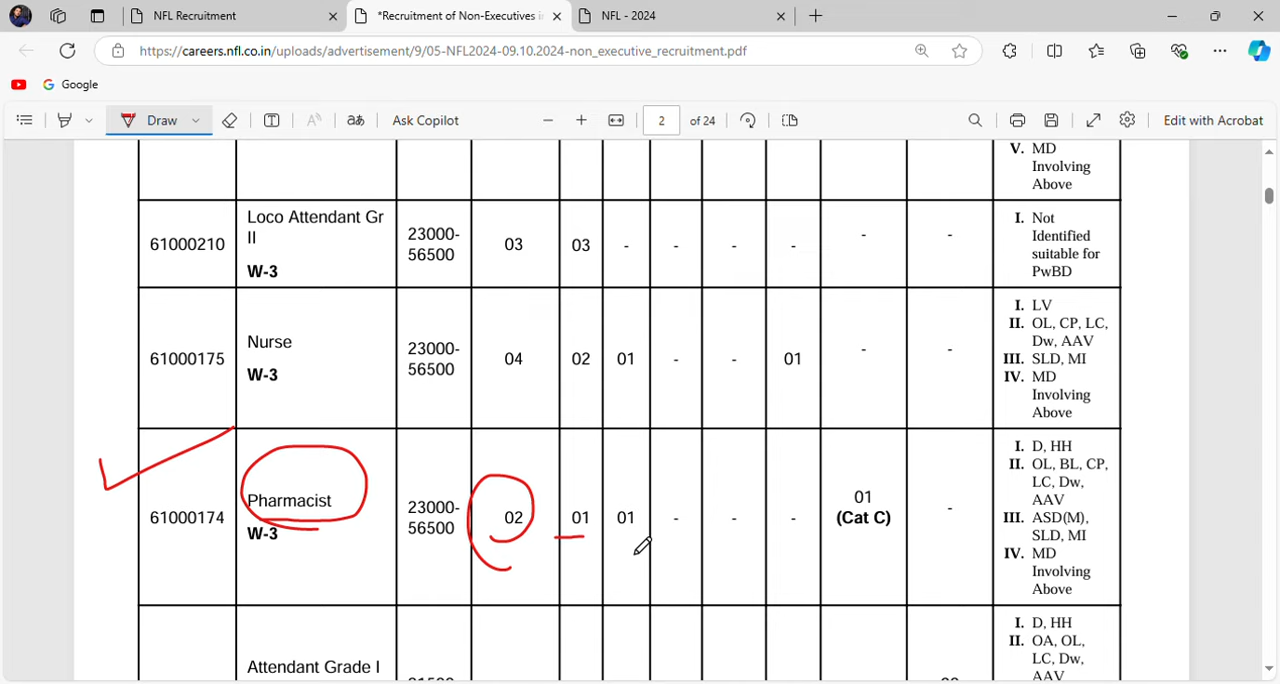 NFL Recruitment
*Recruitment of Non-Executives i
NFL - 2024
https://careers.nfl.co.in/uploads/advertisement/9/05-NFL2024-09.10.2024-non_executive_recruitment.pdf
Google
Draw
aあ
Ask Copilot
2 of 24
Edit with Acrobat
V. MD
Involving
Above
61000210
Loco Attendant Gr
II
W-3
23000-
56500
03
03
-
-
-
-
-
-
I. Not
Identified
suitable for
PwBD
61000175
Nurse
W-3
23000-
56500
04
02
01
-
-
01
-
-
I. LV
II. OL, CP, LC,
Dw, AAV
III. SLD, MI
IV. MD
Involving
Above
61000174
Pharmacist
W-3
23000-
56500
02
01
01
-
-
-
01
(Cat C)
-
I. D, HH
II. OL, BL, CP,
LC, Dw,
AAV
III. ASD(M),
SLD, MI
IV. MD
Involving
Above
Attendant Grade I
I. D, HH
II. OA, OL,
LC, Dw,
AAV